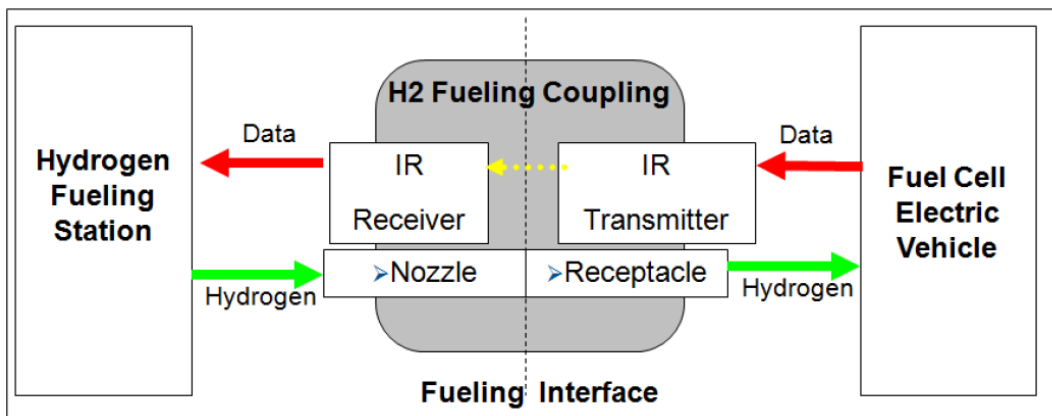 H2 Fueling Coupling
Data
Data
Hydrogen
Fueling
Station
IR
Receiver
IR
Transmitter
Fuel Cell
Electric
Vehicle
➢Nozzle
➢Receptacle
Hydrogen
Hydrogen
Fueling Interface